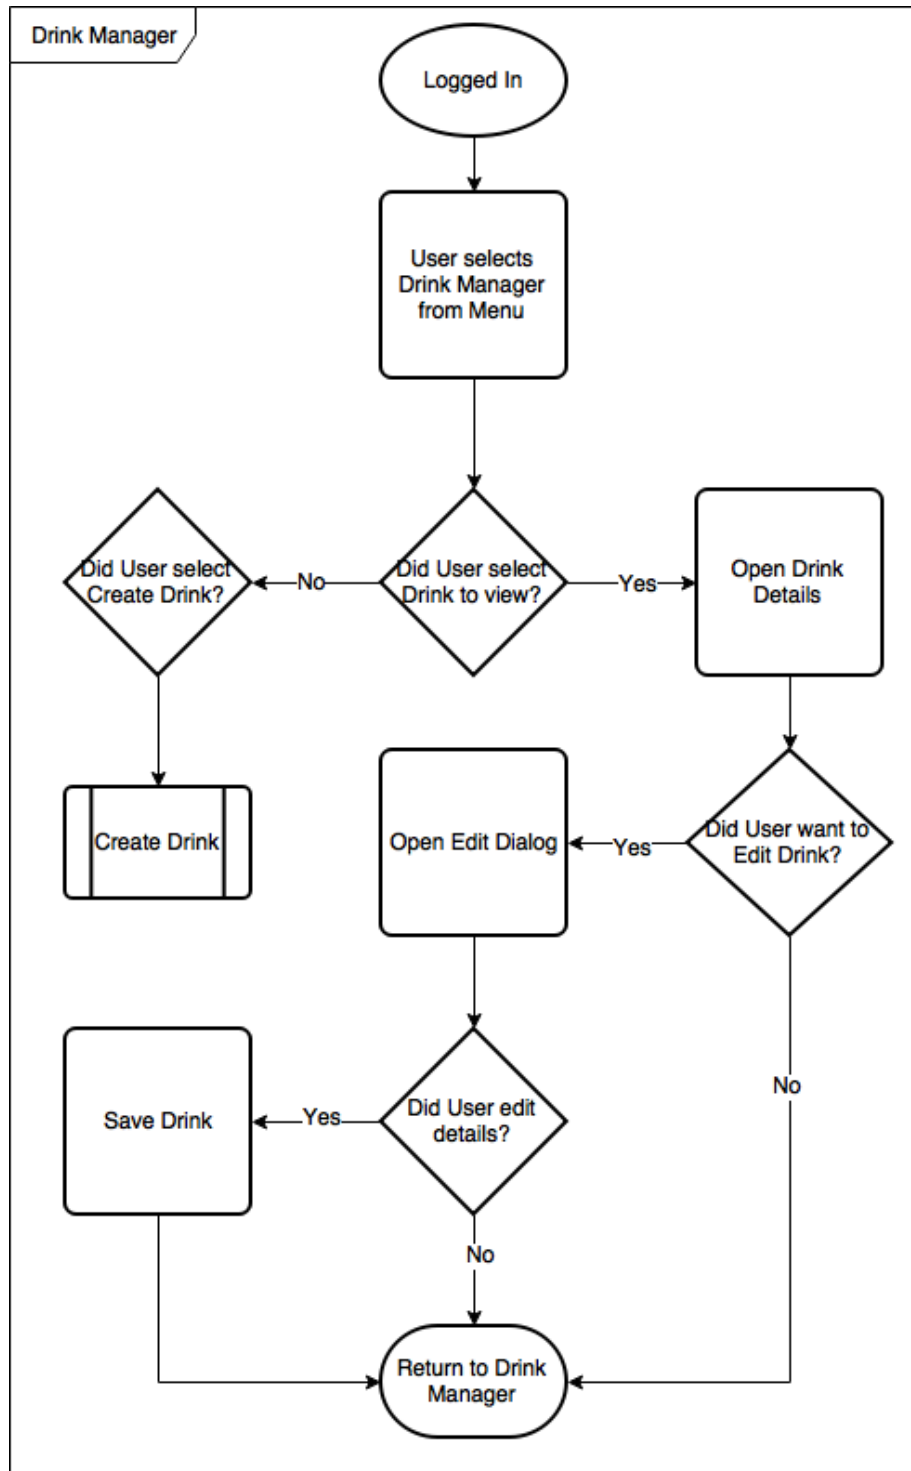 Drink Manager
Logged In
User selects
Drink Manager
from Menu
Did User select
Create Drink?
No
Did User select
Drink to view?
Yes
Open Drink
Details
Create Drink
Open Edit Dialog
Yes
Did User want to
Edit Drink?
No
Save Drink
Yes
Did User edit
details?
No
Return to Drink
Manager